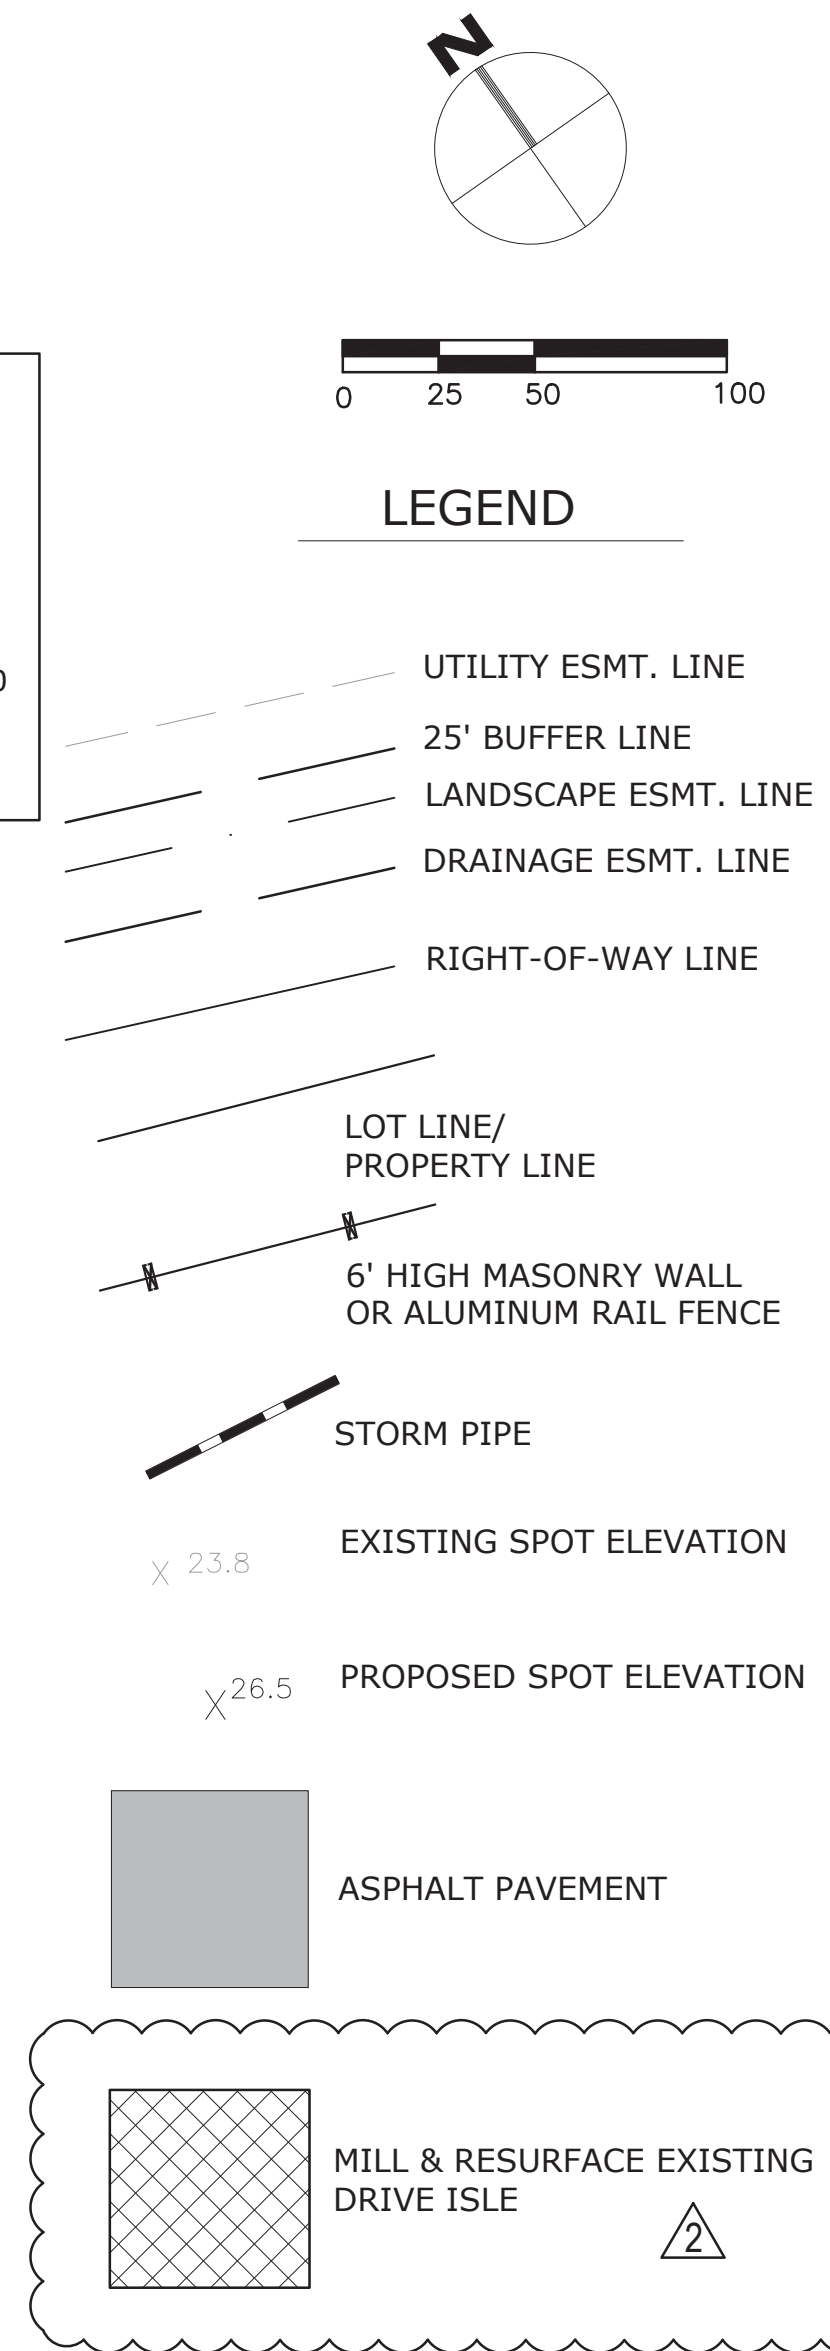 N
0 25 50 100
LEGEND
0
UTILITY ESMT. LINE
25' BUFFER LINE
LANDSCAPE ESMT. LINE
DRAINAGE ESMT. LINE
RIGHT-OF-WAY LINE
LOT LINE/
PROPERTY LINE
6' HIGH MASONRY WALL
OR ALUMINUM RAIL FENCE
STORM PIPE
EXISTING SPOT ELEVATION
X 23.8
PROPOSED SPOT ELEVATION
X 26.5
ASPHALT PAVEMENT
MILL & RESURFACE EXISTING
DRIVE ISLE
2